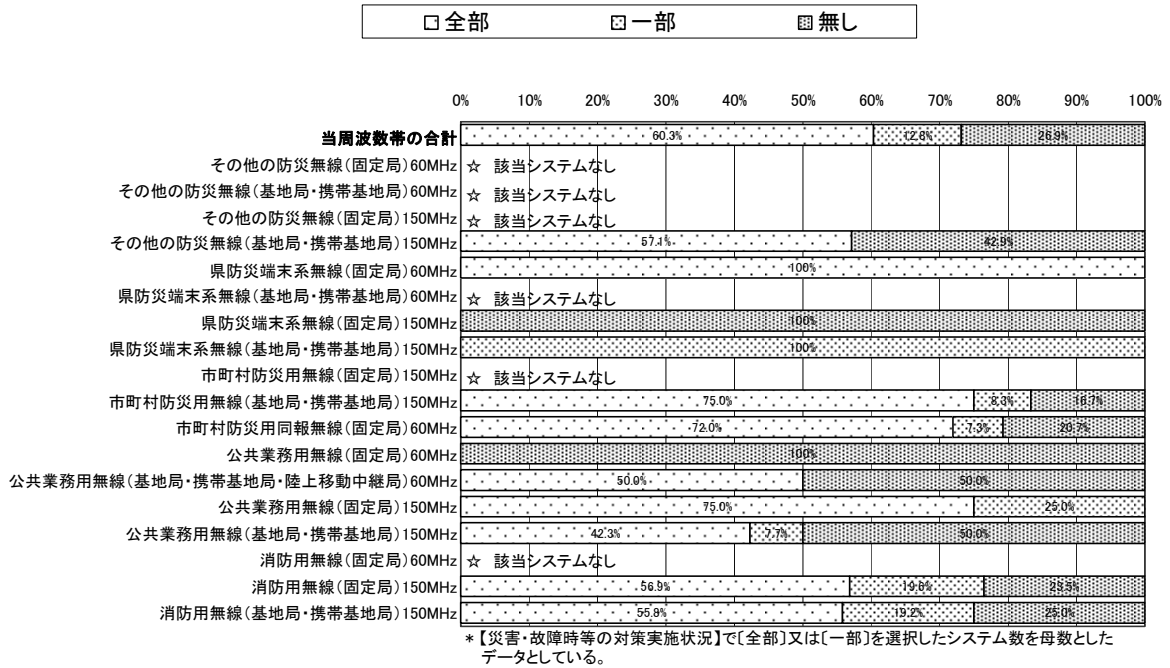 全部 一部 無し
0% 10% 20% 30% 40% 50% 60% 70% 80% 90% 100%
当周波数帯の合計 60.3% 12.8% 26.9%
その他の防災無線(固定局)60MHz ☆ 該当システムなし
その他の防災無線(基地局・携帯基地局)60MHz ☆ 該当システムなし
その他の防災無線(固定局)150MHz ☆ 該当システムなし
その他の防災無線(基地局・携帯基地局)150MHz 57.1% 42.9%
県防災端末系無線(固定局)60MHz 100%
県防災端末系無線(基地局・携帯基地局)60MHz ☆ 該当システムなし
県防災端末系無線(固定局)150MHz 100%
県防災端末系無線(基地局・携帯基地局)150MHz 100%
市町村防災用無線(固定局)150MHz ☆ 該当システムなし
市町村防災用無線(基地局・携帯基地局)150MHz 75.0% 8.3% 16.7%
市町村防災用同報無線(固定局)60MHz 72.0% 7.3% 20.7%
公共業務用無線(固定局)60MHz 100%
公共業務用無線(基地局・携帯基地局・陸上移動中継局)60MHz 50.0% 50.0%
公共業務用無線(固定局)150MHz 75.0% 25.0%
公共業務用無線(基地局・携帯基地局)150MHz 42.3% 7.7% 50.0%
消防用無線(固定局)60MHz ☆ 該当システムなし
消防用無線(固定局)150MHz 56.9% 19.6% 23.5%
消防用無線(基地局・携帯基地局)150MHz 55.8% 19.2% 25.0%
*【災害・故障時等の対策実施状況】で〔全部〕又は〔一部〕を選択したシステム数を母数とした
データとしている。